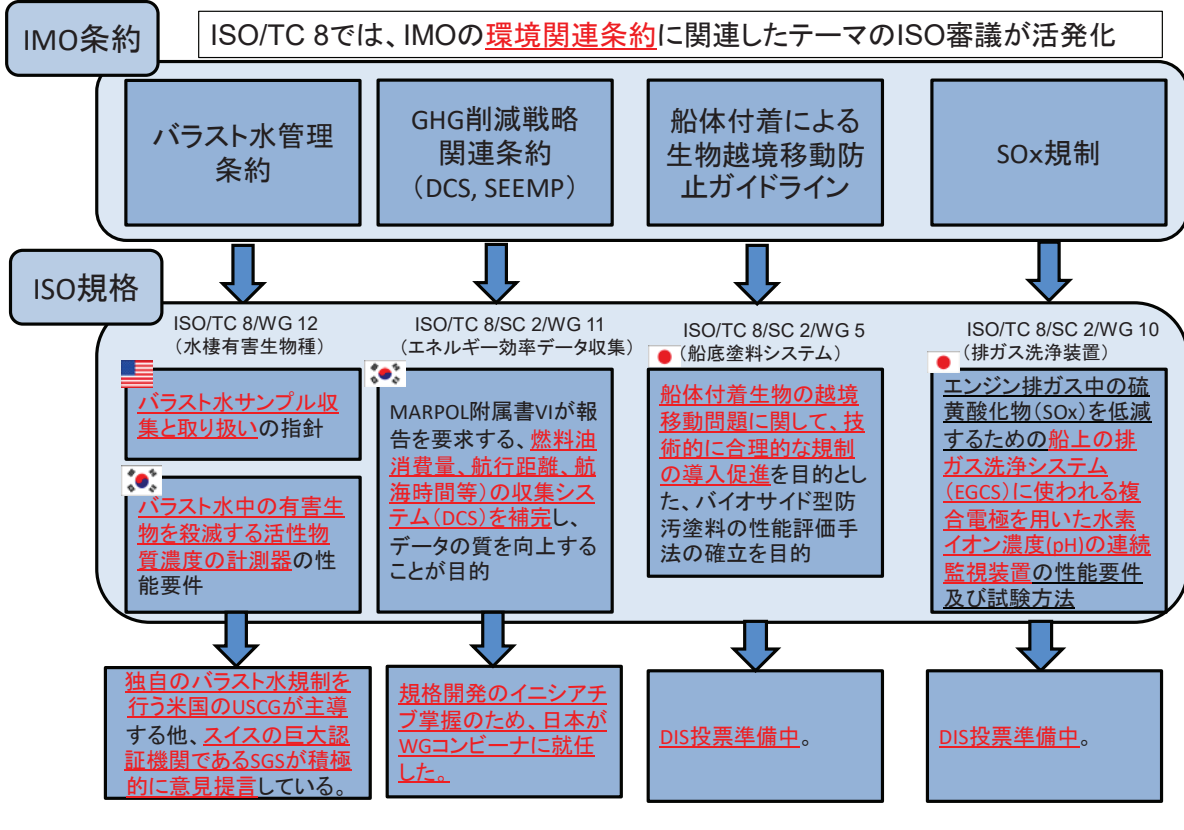 IMO条約
ISO/TC 8では、IMOの環境関連条約に関連したテーマのISO審議が活発化
バラスト水管理
条約
GHG削減戦略
関連条約
（DCS, SEEMP）
船体付着による
生物越境移動防
止ガイドライン
SOx規制
ISO規格
ISO/TC 8/WG 12
（水棲有害生物種）
バラスト水サンプル収
集と取り扱いの指針
バラスト水中の有害生
物を殺滅する活性物
質濃度の計測器の性
能要件
ISO/TC 8/SC 2/WG 11
（エネルギー効率データ収集）
MARPOL附属書VIが報
告を要求する、燃料油
消費量、航行距離、航
海時間等）の収集シス
テム（DCS）を補完し、
データの質を向上する
ことが目的
ISO/TC 8/SC 2/WG 5
（船底塗料システム）
船体付着生物の越境
移動問題に関して、技
術的に合理的な規制
の導入促進を目的とし
た、バイオサイド型防
汚塗料の性能評価手
法の確立を目的
ISO/TC 8/SC 2/WG 10
（排ガス洗浄装置）
エンジン排ガス中の硫
黄酸化物（SOx）を低減
するための船上の排
ガス洗浄システム
（EGCS）に使われる複
合電極を用いた水素
イオン濃度(pH)の連続
監視装置の性能要件
及び試験方法
独自のバラスト水規制を
行う米国のUSCGが主導
する他、スイスの巨大認
証機関であるSGSが積極
的に意見提言している。
規格開発のイニシアチ
ブ掌握のため、日本が
WGコンビーナに就任
した。
DIS投票準備中。
DIS投票準備中。